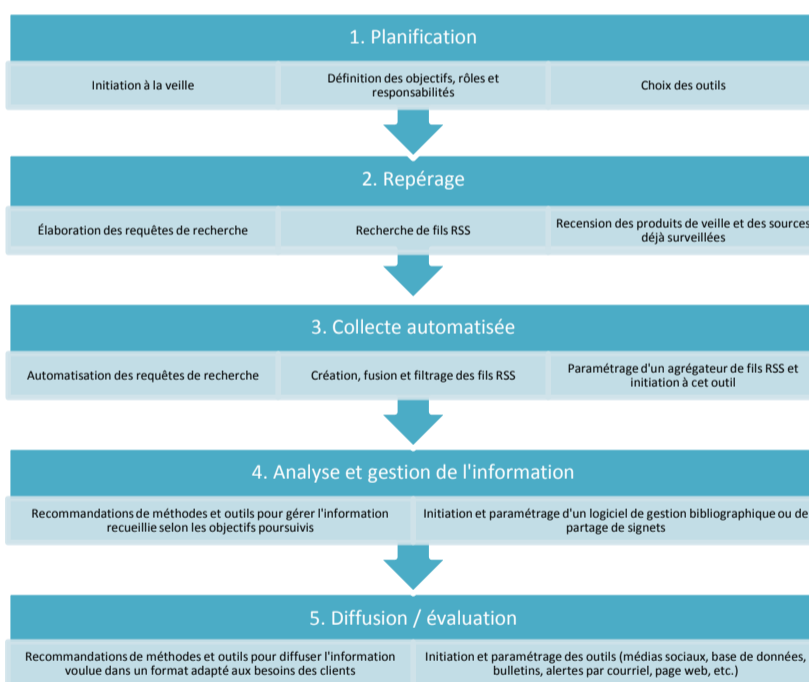 1. Planification
Initiation à la veille
Définition des objectifs, rôles et
responsabilités
Choix des outils
2. Repérage
Élaboration des requêtes de recherche
Recherche de fils RSS
Recension des produits de veille et des sources
déjà surveillées
3. Collecte automatisée
Automatisation des requêtes de recherche
Création, fusion et filtrage des fils RSS
Paramétrage d'un agrégateur de fils RSS et
initiation à cet outil
4. Analyse et gestion de l'information
Recommandations de méthodes et outils pour gérer l'information
recueillie selon les objectifs poursuivis
Initiation et paramétrage d'un logiciel de gestion bibliographique ou de
partage de signets
5. Diffusion / évaluation
Recommandations de méthodes et outils pour diffuser l'information
voulue dans un format adapté aux besoins des clients
Initiation et paramétrage des outils (médias sociaux, base de données,
bulletins, alertes par courriel, page web, etc.)